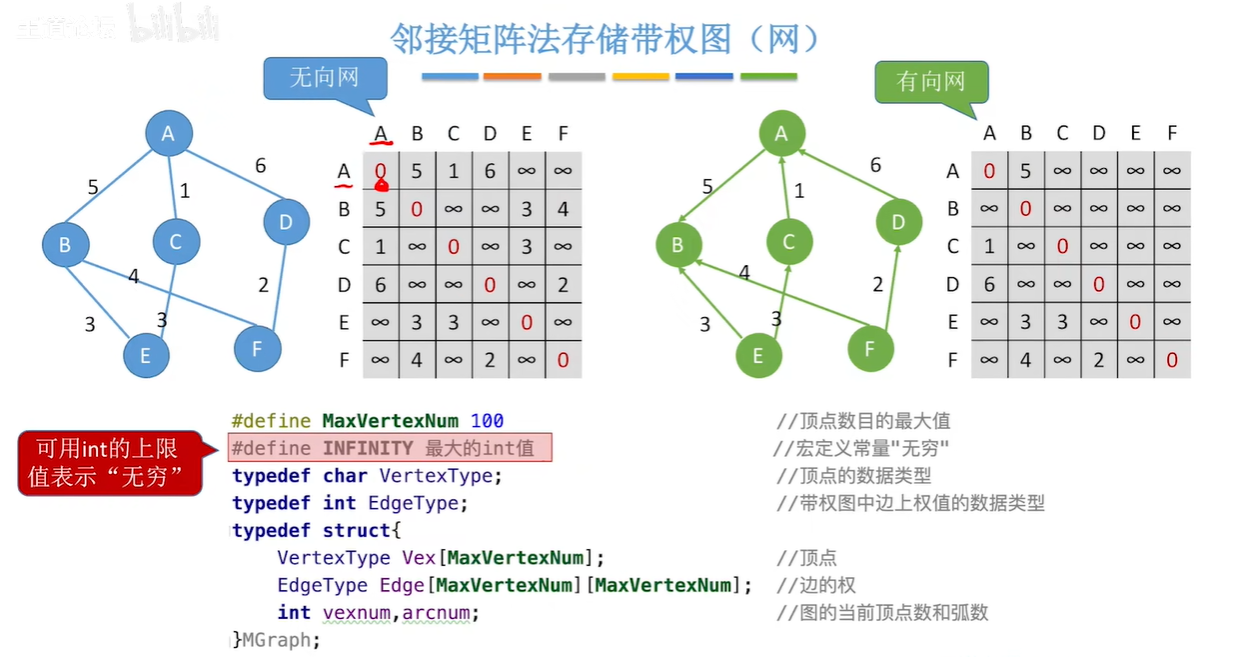 bilibili
邻接矩阵法存储带权图（网）
无向网
有向网
A
B
C
D
E
F
5
1
6
4
3
3
2
A B C D E F
A 0 5 1 6 ∞ ∞
B 5 0 ∞ ∞ 3 4
C 1 ∞ 0 ∞ 3 ∞
D 6 ∞ ∞ 0 ∞ 2
E ∞ 3 3 ∞ 0 ∞
F ∞ 4 ∞ 2 ∞ 0
A
B
C
D
E
F
5
1
6
4
3
3
2
A B C D E F
A 0 5 ∞ ∞ ∞ ∞
B ∞ 0 ∞ ∞ ∞ ∞
C 1 ∞ 0 ∞ ∞ ∞
D 6 ∞ ∞ 0 ∞ ∞
E ∞ 3 3 ∞ 0 ∞
F ∞ 4 ∞ 2 ∞ 0
可用int的上限
值表示“无穷”
#define MaxVertexNum 100 //顶点数目的最大值
#define INFINITY 最大的int值 //宏定义常量"无穷"
typedef char VertexType; //顶点的数据类型
typedef int EdgeType; //带权图中边上权值的数据类型
typedef struct{
VertexType Vex[MaxVertexNum]; //顶点
EdgeType Edge[MaxVertexNum][MaxVertexNum]; //边的权
int vexnum,arcnum; //图的当前顶点数和弧数
}MGraph;